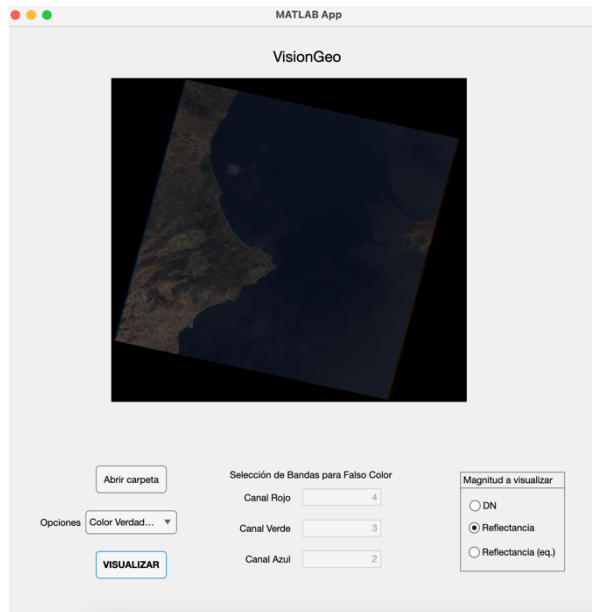 MATLAB App
VisionGeo
Abrir carpeta
Opciones Color Verdad...
VISUALIZAR
Selección de Bandas para Falso Color
Canal Rojo 4
Canal Verde 3
Canal Azul 2
Magnitud a visualizar
DN
Reflectancia
Reflectancia (eq.)